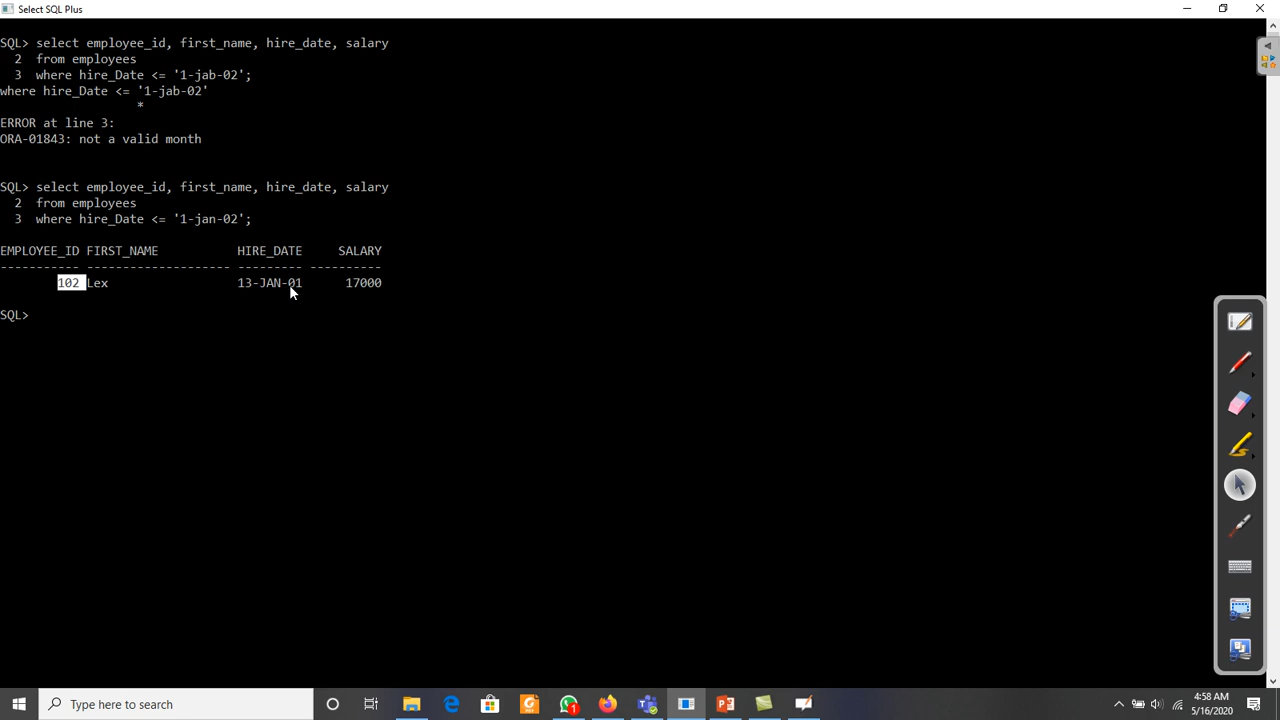 Select SQL Plus
SQL> select employee_id, first_name, hire_date, salary
2 from employees
3 where hire_Date <= '1-jab-02';
where hire_Date <= '1-jab-02'
*
ERROR at line 3:
ORA-01843: not a valid month
SQL> select employee_id, first_name, hire_date, salary
2 from employees
3 where hire_Date <= '1-jan-02';
EMPLOYEE_ID FIRST_NAME HIRE_DATE SALARY
----------- -------------------- --------- ----------
102 Lex 13-JAN-01 17000
SQL>
Type here to search
1
4:58 AM
5/16/2020